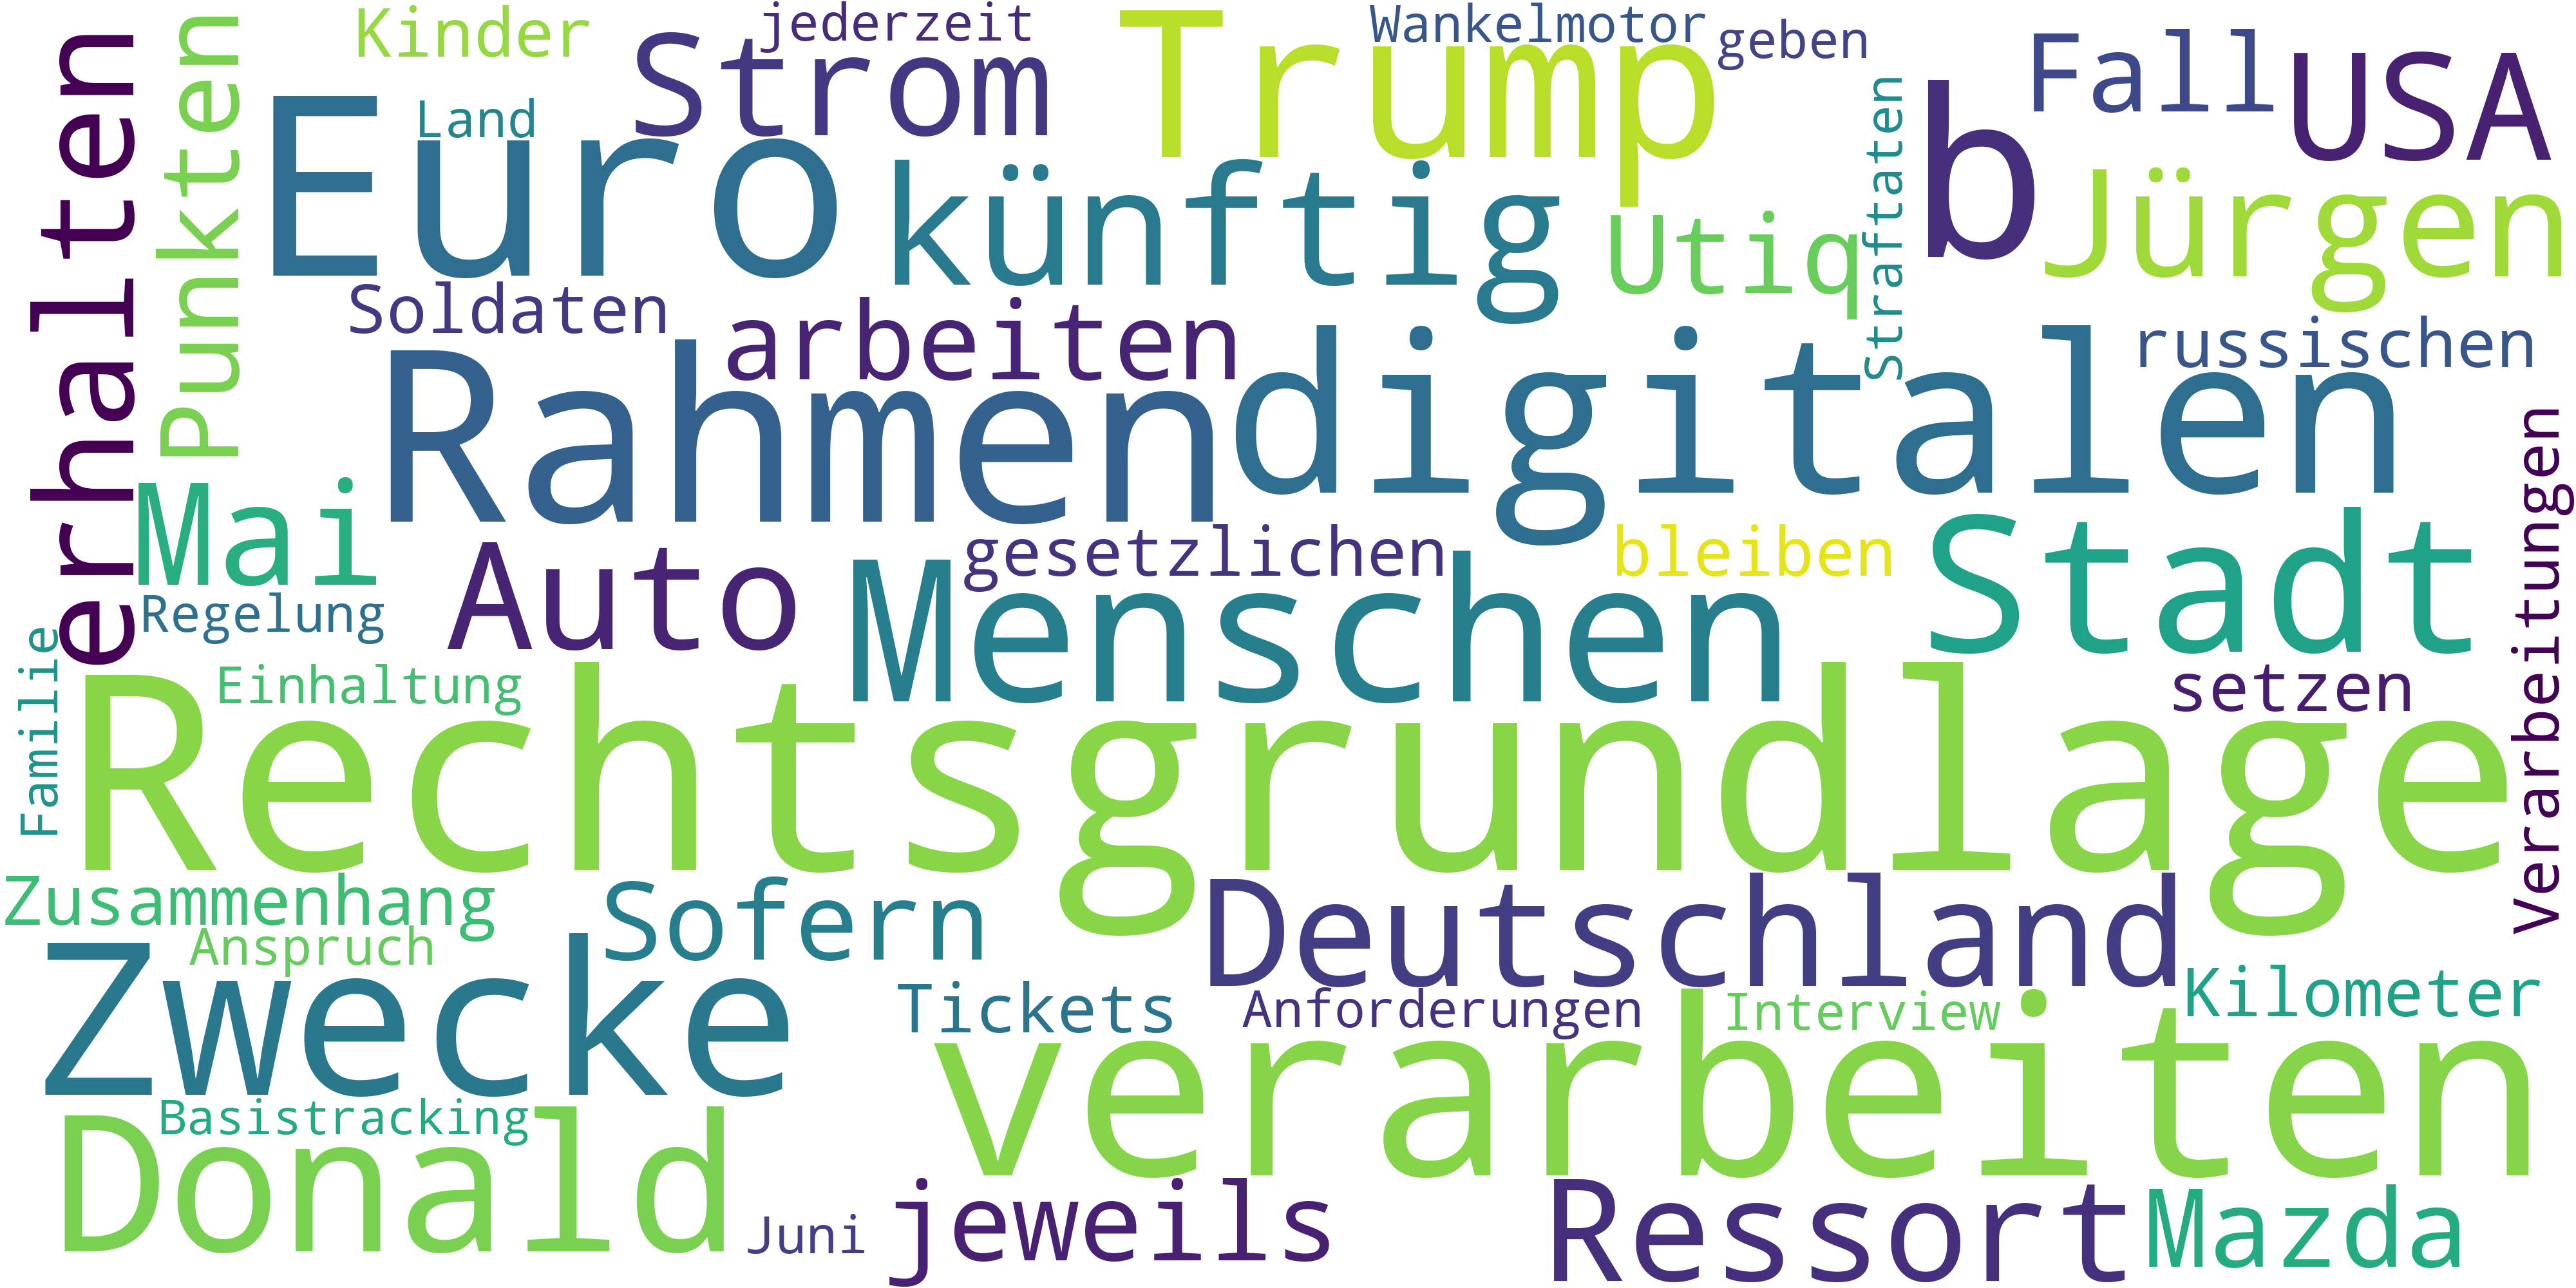 Kinder
jederzeit
Trump
Wankelmotor
geben
Fall
USA
erhalten
Punkten
Land
Euro
Strom
künftig
Utiq
Straftaten
b
Jürgen
Soldaten
arbeiten
russischen
Rahmen
digitalen
Mai
Auto
gesetzlichen
bleiben
Stadt
Verarbeitungen
Regelung
Menschen
Familie
Einhaltung
setzen
Rechtsgrundlage
Zusammenhang
Sofern
Deutschland
Anspruch
Zwecke
Tickets
Anforderungen
Interview
Kilometer
Basistracking
verarbeiten
Donald
Juni
jeweils
Ressort
Mazda